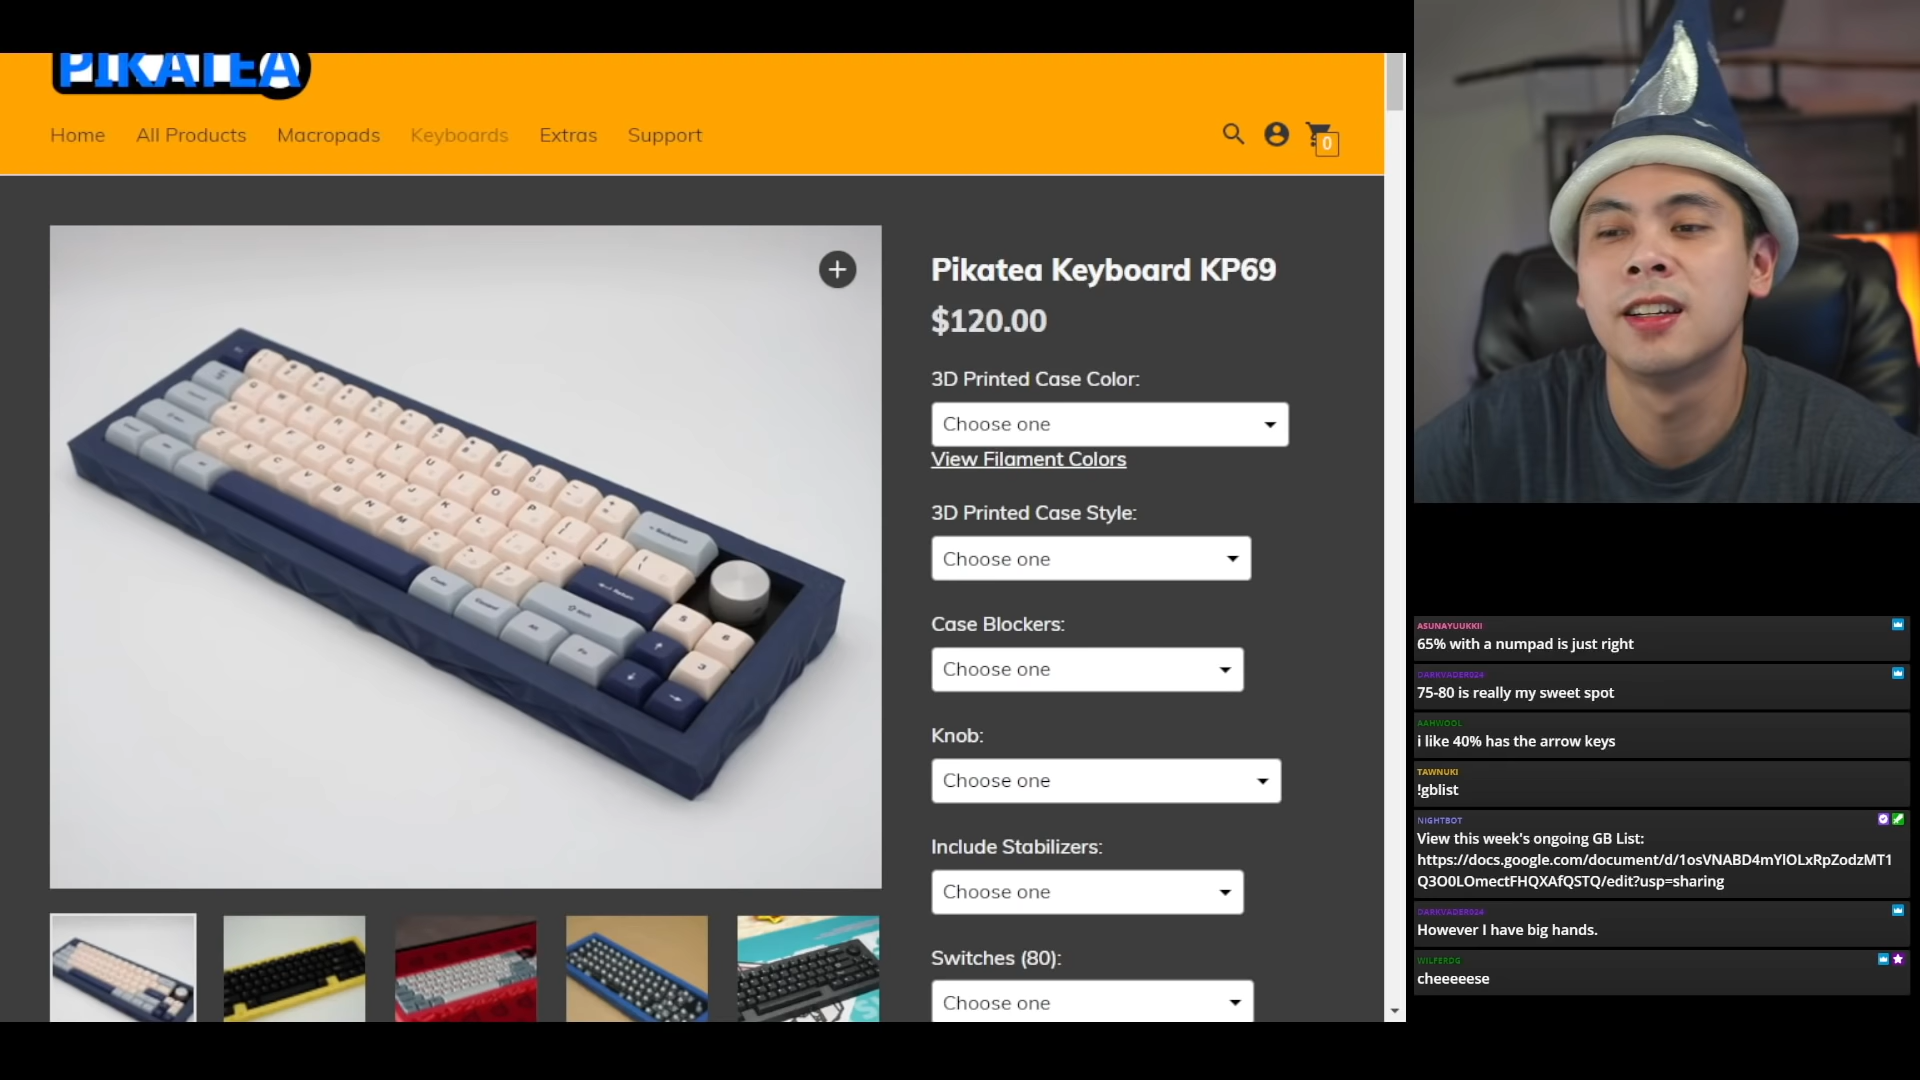 PIKATEA
Home
All Products
Macropads
Keyboards
Extras
Support
0
Pikatea Keyboard KP69
$120.00
3D Printed Case Color:
Choose one
View Filament Colors
3D Printed Case Style:
Choose one
Case Blockers:
Choose one
Knob:
Choose one
Include Stabilizers:
Choose one
Switches (80):
Choose one
ASUNAYUUKKII
65% with a numpad is just right
DARKVADER024
75-80 is really my sweet spot
AAHWOOL
i like 40% has the arrow keys
TAWNUKI
!gblist
NIGHTBOT
View this week's ongoing GB List:
https://docs.google.com/document/d/1osVNABD4mYlOLxRpZodzMT1
Q3O0LOmectFHQXAfQSTQ/edit?usp=sharing
DARKVADER024
However I have big hands.
WILFERDG
cheeeeese